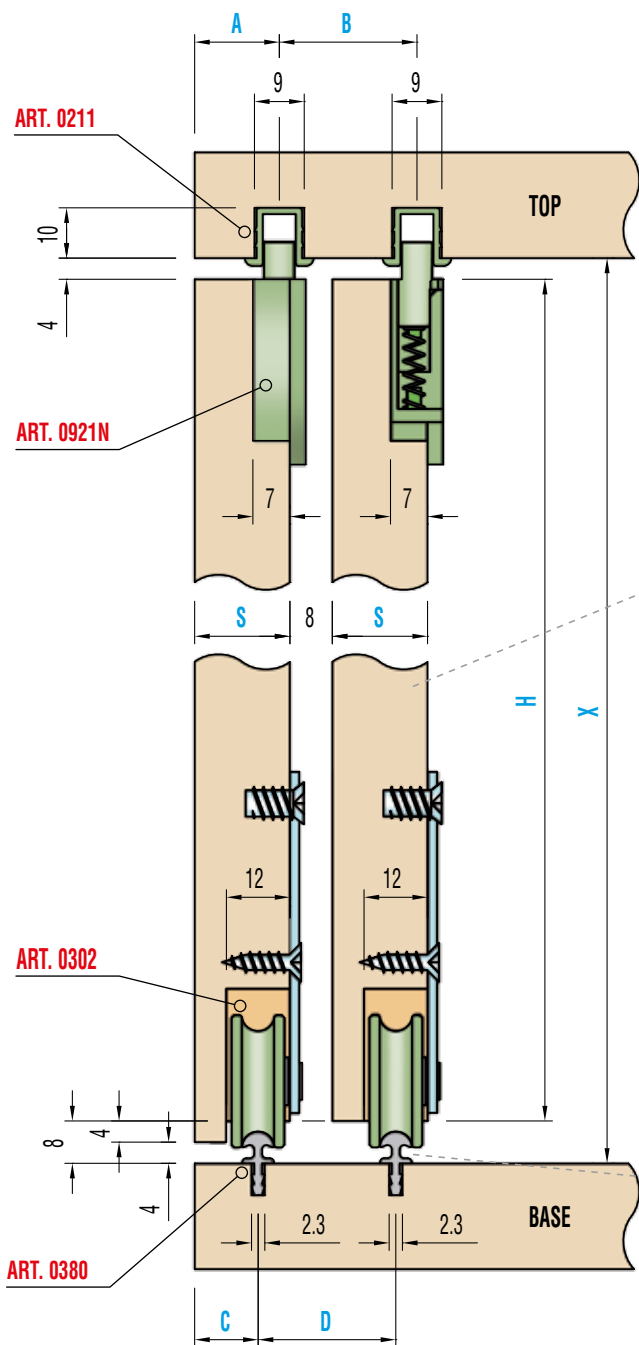 A B
9 9
ART. 0211
TOP
10
4
ART. 0921N
7 7
S 8 S
H X
12 12
ART. 0302
8 4
4
2.3 2.3
BASE
ART. 0380
C D